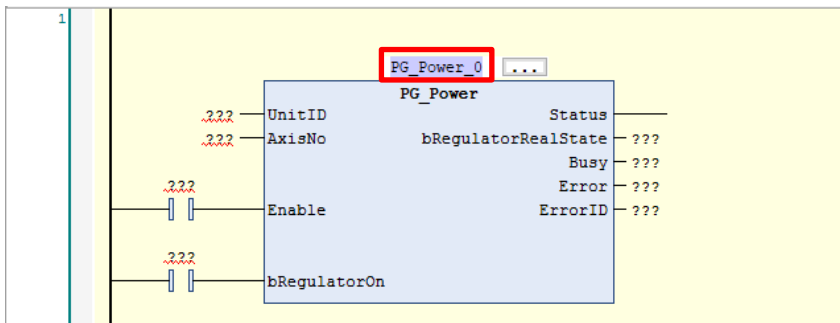 1
PG_Power_0 ...
PG_Power
??? UnitID Status
??? AxisNo bRegulatorRealState ???
Busy ???
??? Error ???
Enable ErrorID ???
???
bRegulatorOn